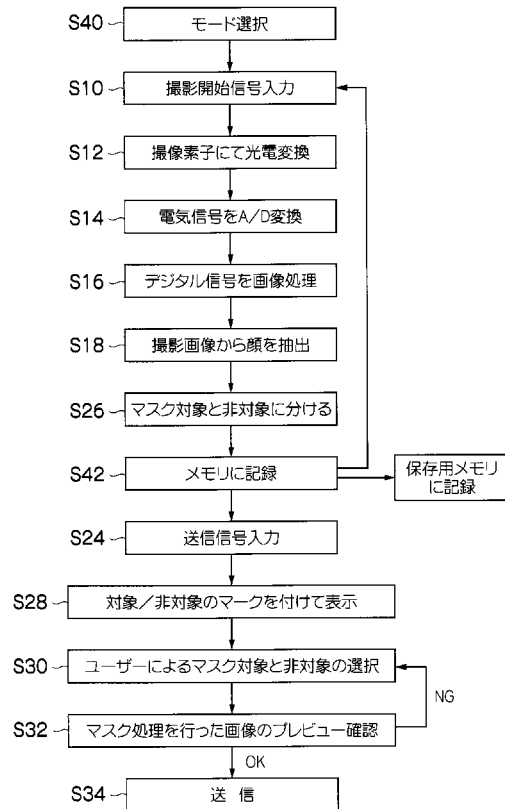 S40 モード選択
S10 撮影開始信号入力
S12 撮像素子にて光電変換
S14 電気信号をA/D変換
S16 デジタル信号を画像処理
S18 撮影画像から顔を抽出
S26 マスク対象と非対象に分ける
S42 メモリに記録
保存用メモリ
に記録
S24 送信信号入力
S28 対象/非対象のマークを付けて表示
S30 ユーザーによるマスク対象と非対象の選択
NG
S32 マスク処理を行った画像のプレビュー確認
OK
S34 送 信